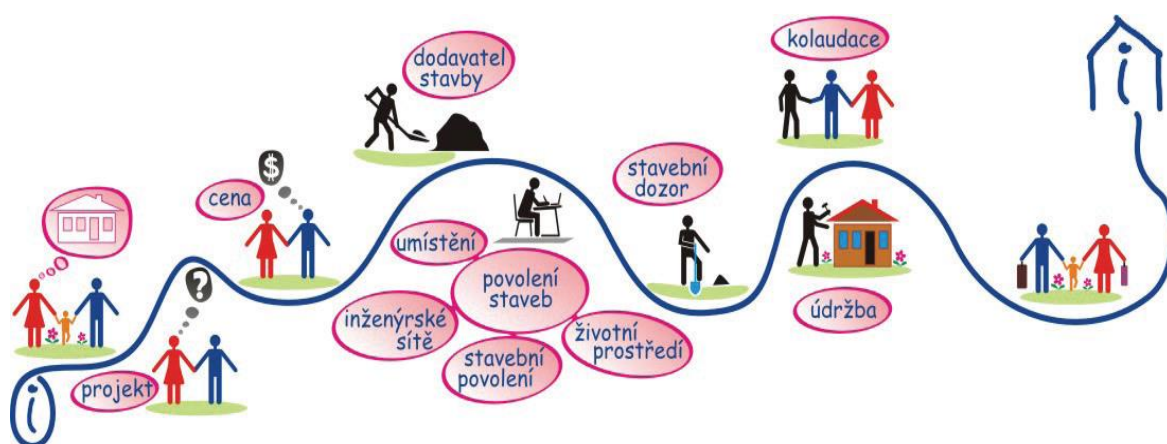 dodavatel
stavby
kolaudace
i
$
cena
stavební
dozor
umístění
povolení
staveb
?
inženýrské
sítě
životní
prostředí
údržba
stavební
povolení
projekt
i